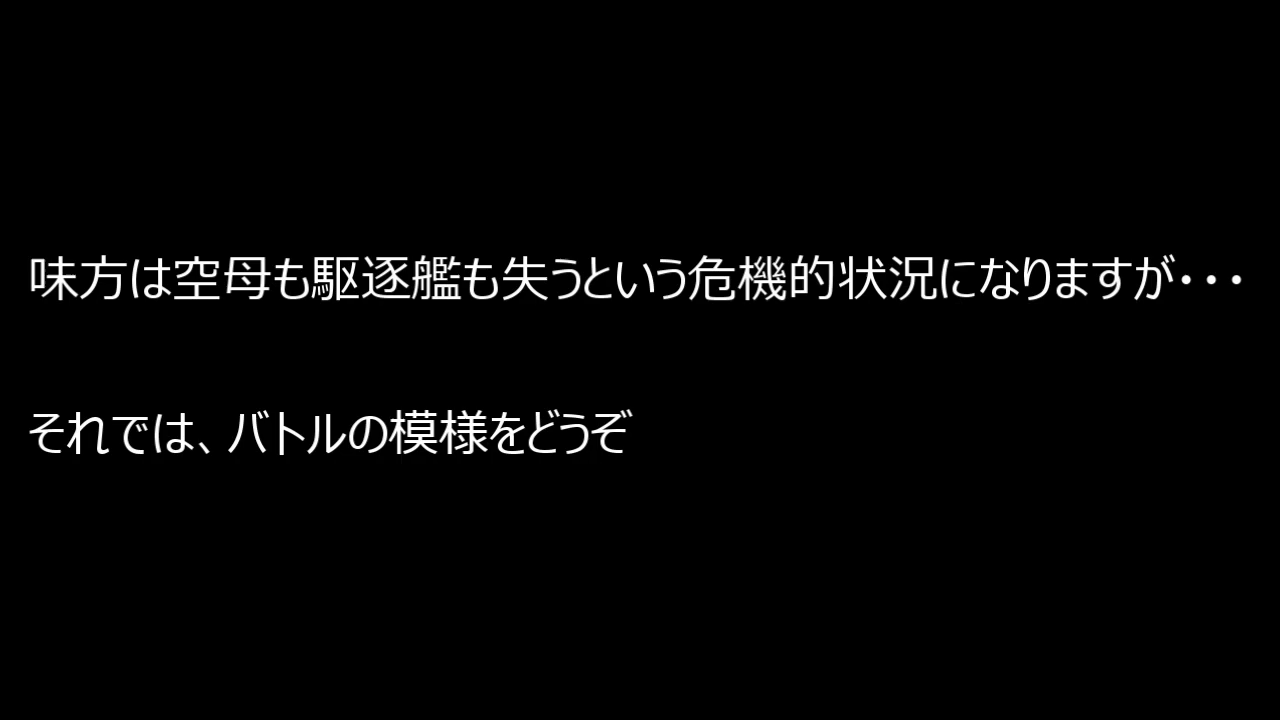 味方は空母も駆逐艦も失うという危機的状況になりますが・・・
それでは、バトルの模様をどうぞ